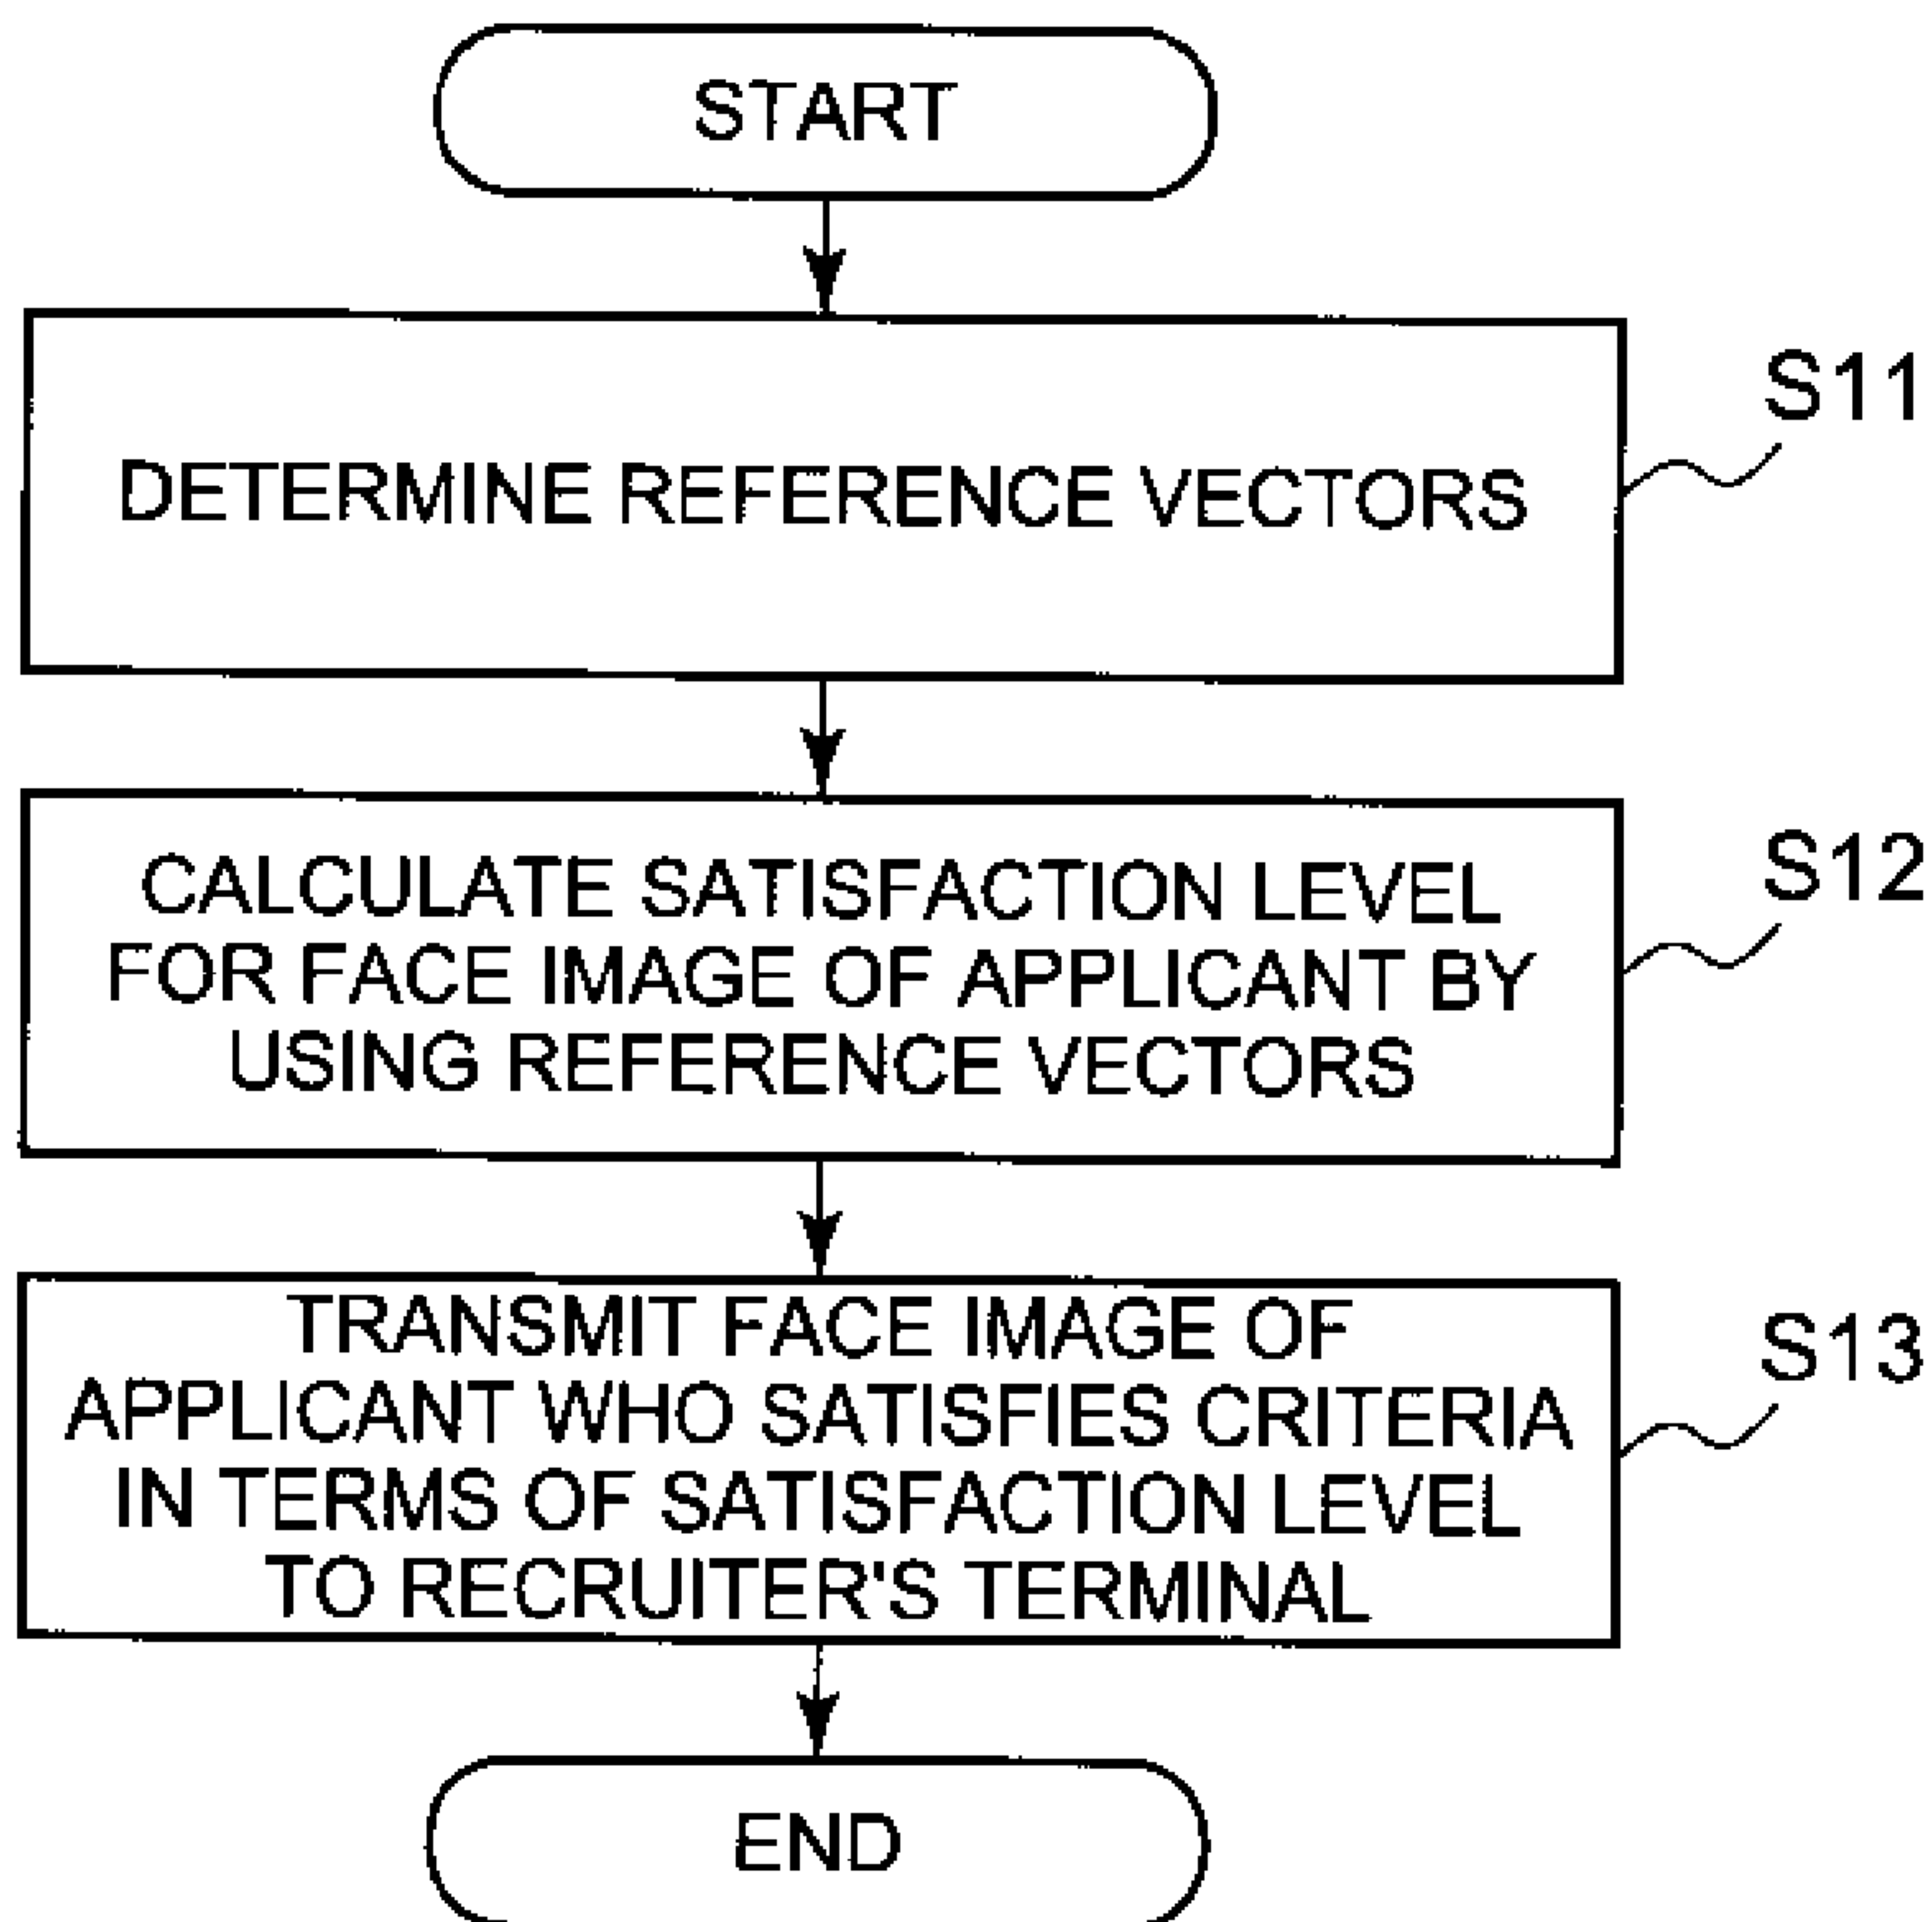 START
S11
DETERMINE REFERENCE VECTORS
S12
CALCULATE SATISFACTION LEVEL
FOR FACE IMAGE OF APPLICANT BY
USING REFERENCE VECTORS
S13
TRANSMIT FACE IMAGE OF
APPLICANT WHO SATISFIES CRITERIA
IN TERMS OF SATISFACTION LEVEL
TO RECRUITER'S TERMINAL
END